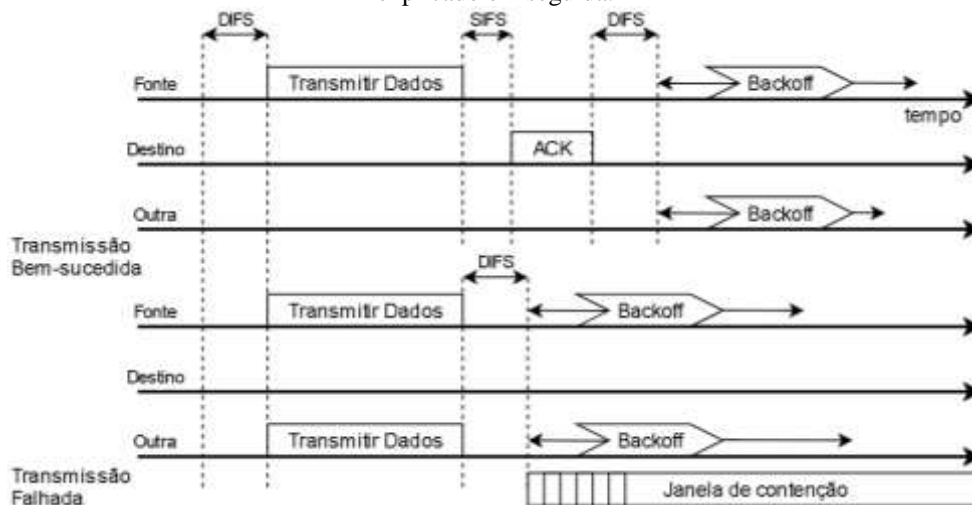 DIFS SIFS DIFS
Fonte Transmitir Dados Backoff
tempo
Destino ACK
Outra Backoff
Transmissão
Bem-sucedida
DIFS
Fonte Transmitir Dados Backoff
Destino
Outra Transmitir Dados Backoff
Transmissão
Falhada
Janela de contenção